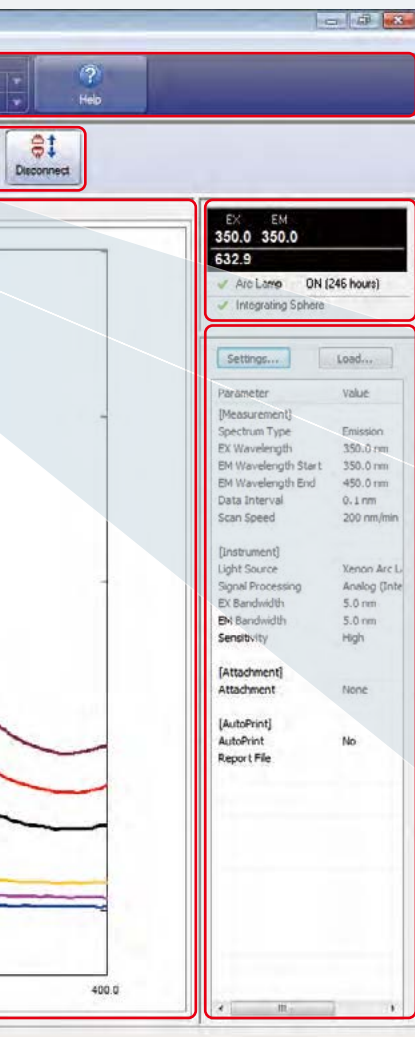 Help
Disconnect
EX EM
350.0 350.0
632.9
Arc Lamp ON (246 hours)
Integrating Sphere
Settings... Load...
Parameter Value
[Measurement]
Spectrum Type Emission
EX Wavelength 350.0 nm
EM Wavelength Start 350.0 nm
EM Wavelength End 450.0 nm
Data Interval 0.1 nm
Scan Speed 200 nm/min
[Instrument]
Light Source Xenon Arc L
Signal Processing Analog (Inte
EX Bandwidth 5.0 nm
EM Bandwidth 5.0 nm
Sensitivity High
[Attachment]
Attachment None
[AutoPrint]
AutoPrint No
Report File
400.0